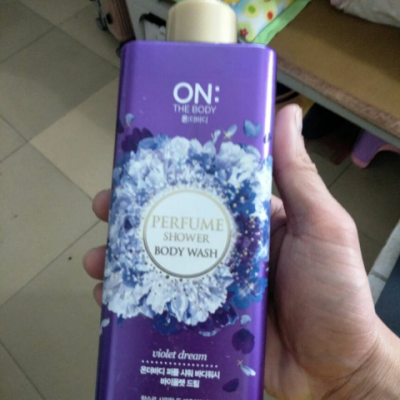 ON:
THE BODY
온더바디
PERFUME
SHOWER
BODY WASH
violet dream
온더바디 퍼퓸 샤워 바디워시
바이올렛 드림